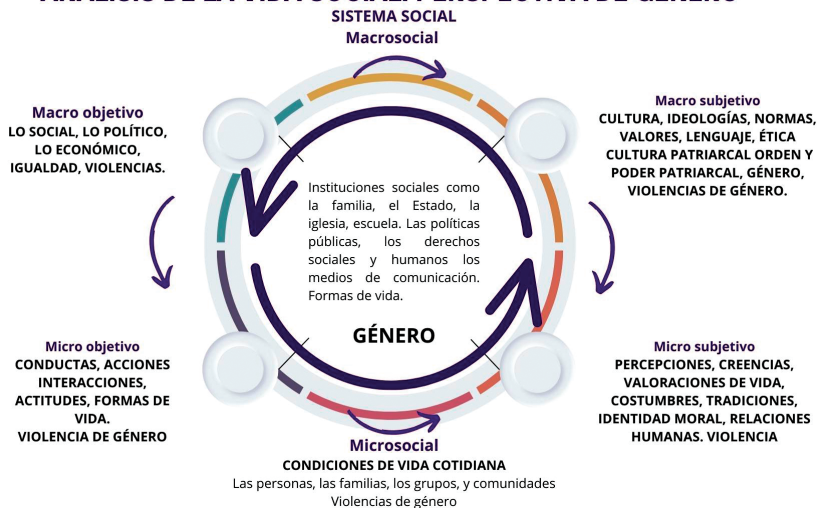 SISTEMA SOCIAL
Macrosocial
Macro objetivo
LO SOCIAL, LO POLÍTICO,
LO ECONÓMICO,
IGUALDAD, VIOLENCIAS.
Macro subjetivo
CULTURA, IDEOLOGÍAS, NORMAS,
VALORES, LENGUAJE, ÉTICA
CULTURA PATRIARCAL ORDEN Y
PODER PATRIARCAL, GÉNERO,
VIOLENCIAS DE GÉNERO.
Instituciones sociales como
la familia, el Estado, la
iglesia, escuela. Las políticas
públicas, los derechos
sociales y humanos los
medios de comunicación.
Formas de vida.
GÉNERO
Micro objetivo
CONDUCTAS, ACCIONES
INTERACCIONES,
ACTITUDES, FORMAS DE
VIDA.
VIOLENCIA DE GÉNERO
Micro subjetivo
PERCEPCIONES, CREENCIAS,
VALORACIONES DE VIDA,
COSTUMBRES, TRADICIONES,
IDENTIDAD MORAL, RELACIONES
HUMANAS. VIOLENCIA
Microsocial
CONDICIONES DE VIDA COTIDIANA
Las personas, las familias, los grupos, y comunidades
Violencias de género